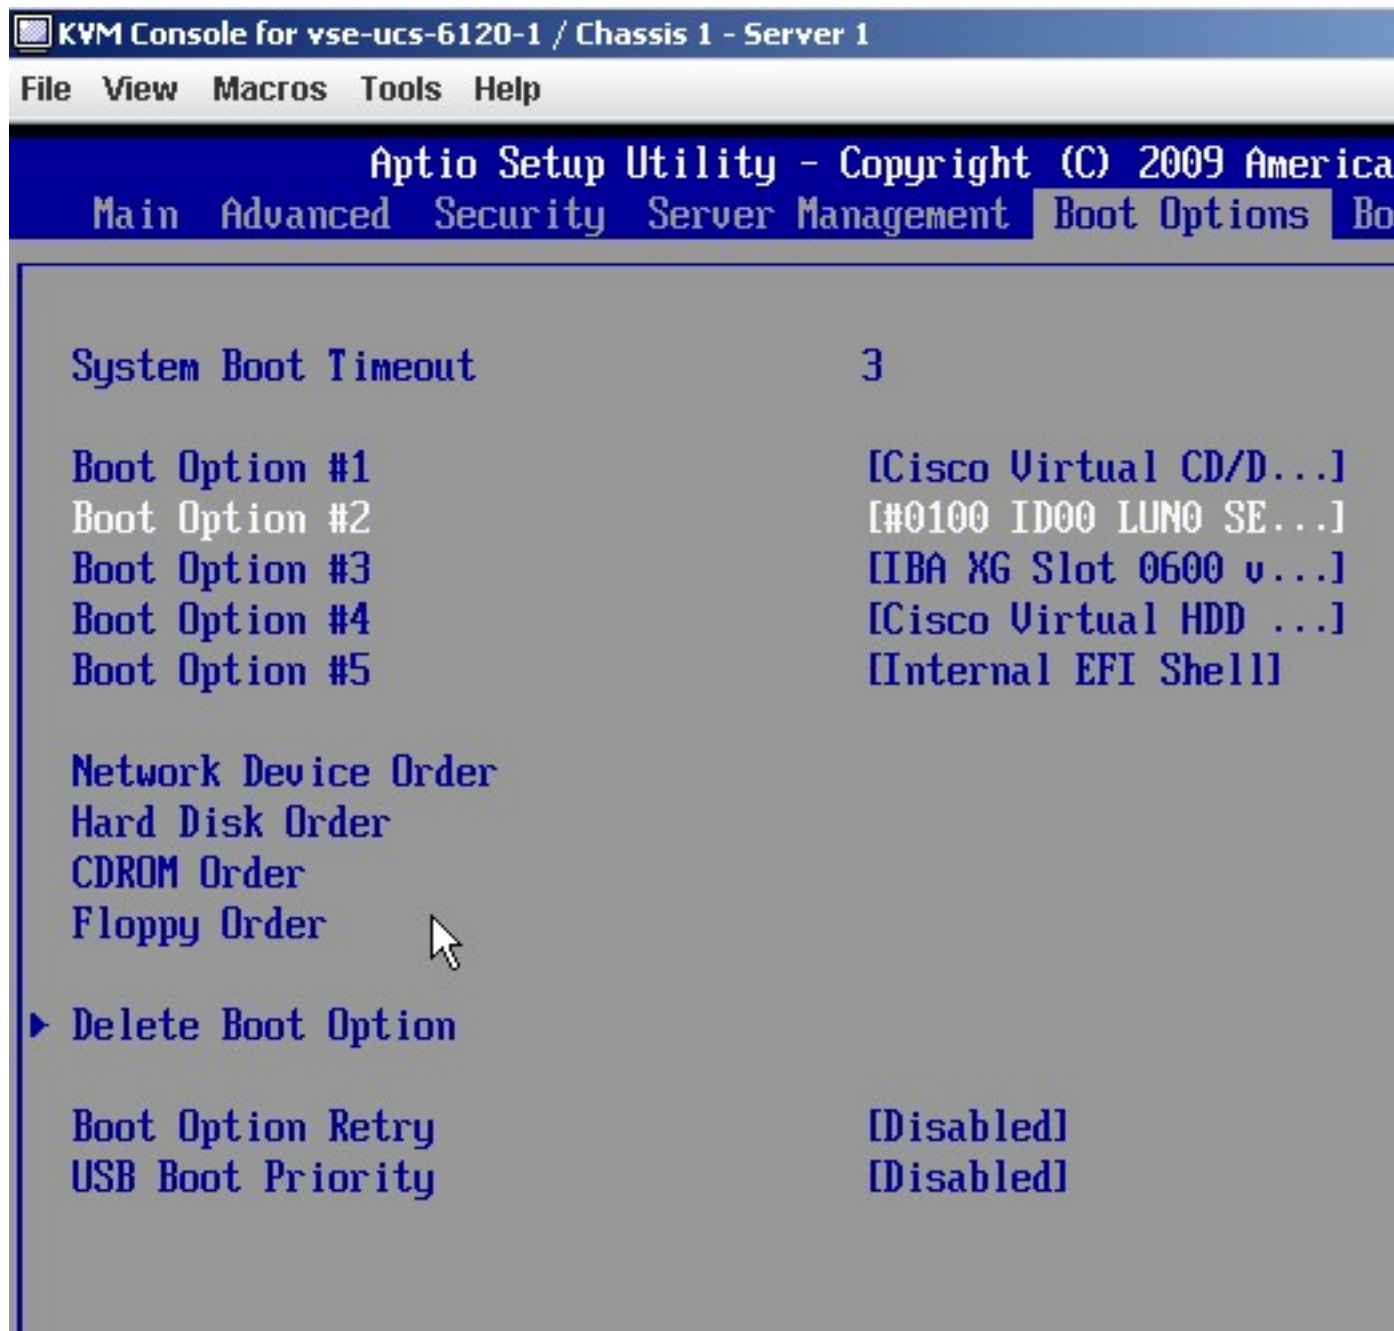 KVM Console for vse-ucs-6120-1 / Chassis 1 - Server 1
File View Macros Tools Help
Aptio Setup Utility - Copyright (C) 2009 America
Main Advanced Security Server Management Boot Options Bo
System Boot Timeout 3
Boot Option #1 [Cisco Virtual CD/D...]
Boot Option #2 [#0100 ID00 LUN0 SE...]
Boot Option #3 [IBA XG Slot 0600 v...]
Boot Option #4 [Cisco Virtual HDD ...]
Boot Option #5 [Internal EFI Shell]
Network Device Order
Hard Disk Order
CDROM Order
Floppy Order
Delete Boot Option
Boot Option Retry [Disabled]
USB Boot Priority [Disabled]